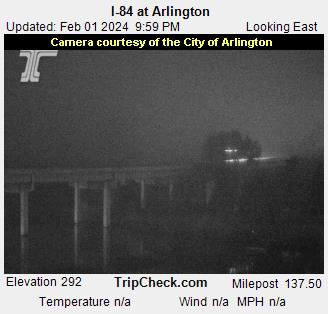 I-84 at Arlington
Updated: Feb 01 2024 9:59 PM Looking East
Camera courtesy of the City of Arlington
Elevation 292 TripCheck.com Milepost 137.50
Temperature n/a Wind n/a MPH n/a